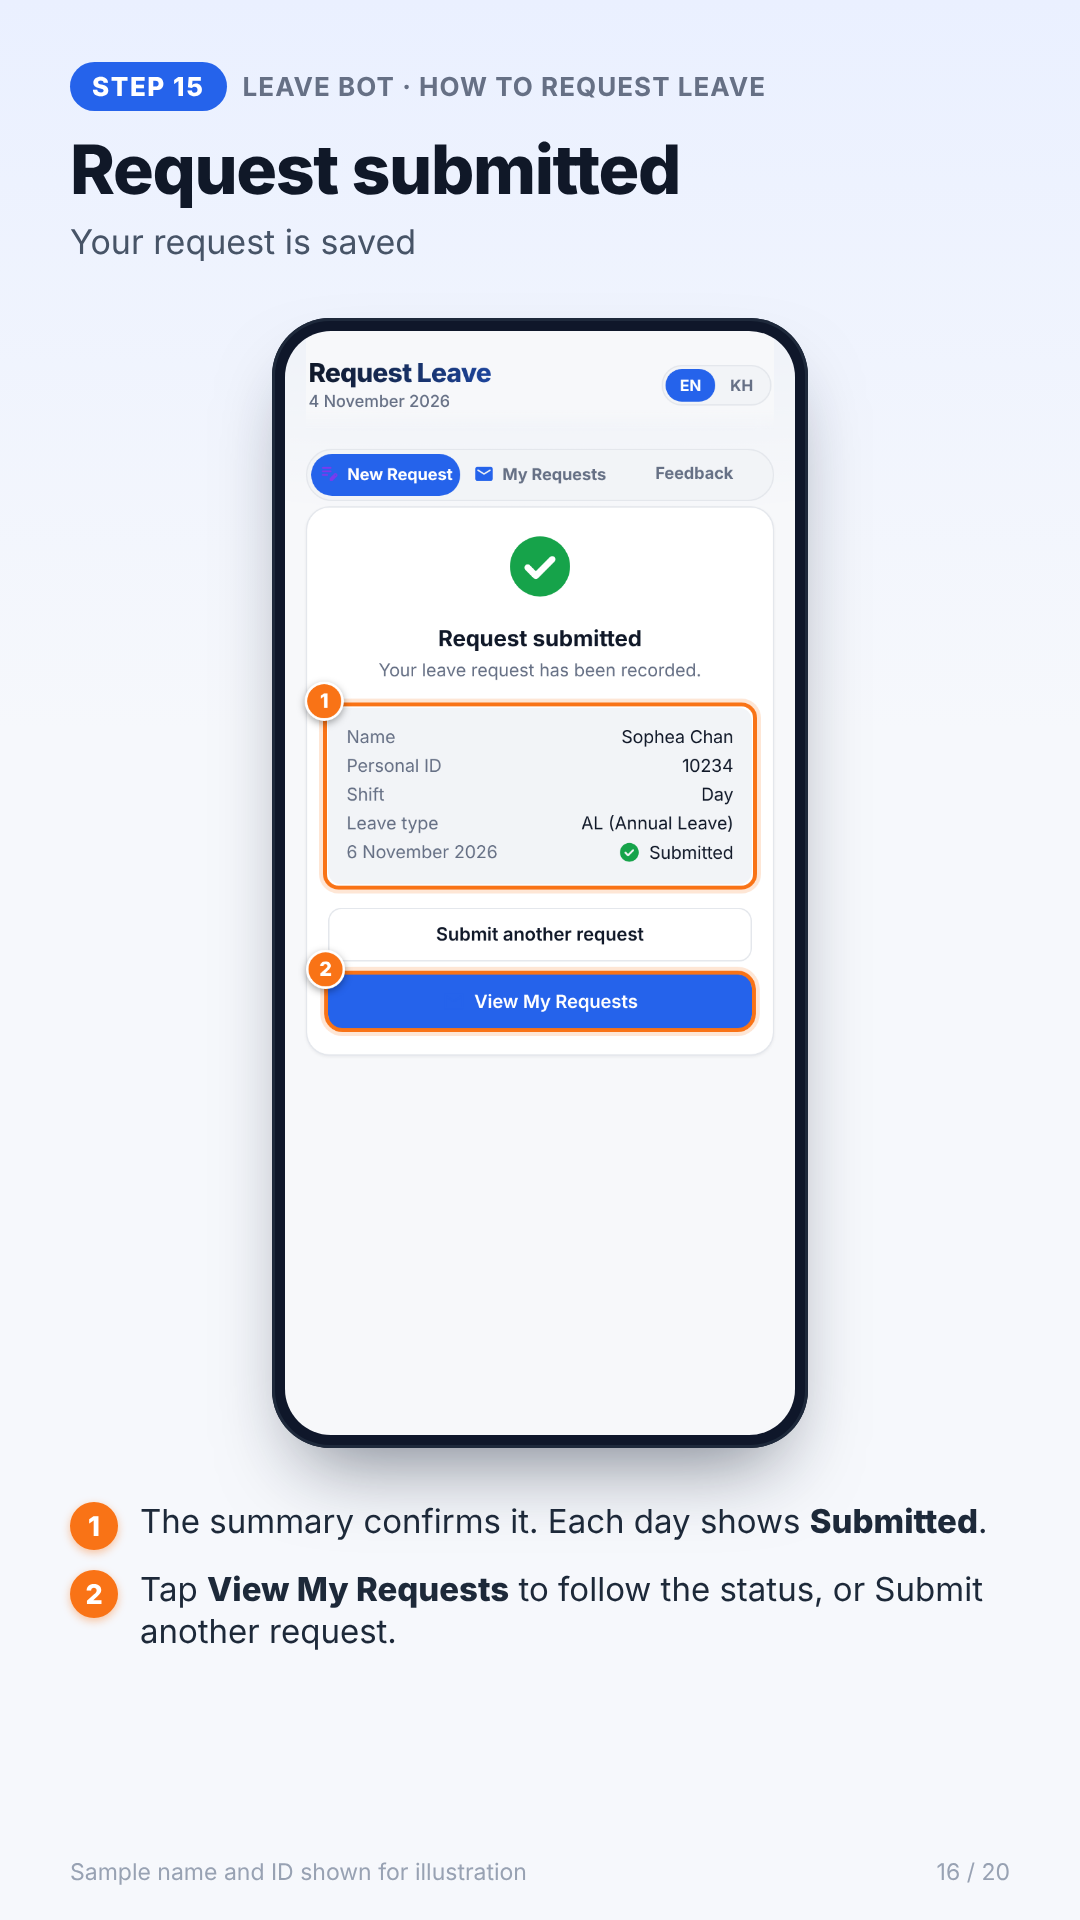 STEP 15 LEAVE BOT · HOW TO REQUEST LEAVE
Request submitted
Your request is saved
Request Leave
4 November 2026
EN KH
New Request My Requests Feedback
Request submitted
Your leave request has been recorded.
1
Name Sophea Chan
Personal ID 10234
Shift Day
Leave type AL (Annual Leave)
6 November 2026 Submitted
Submit another request
2
View My Requests
1 The summary confirms it. Each day shows Submitted.
2 Tap View My Requests to follow the status, or Submit
another request.
Sample name and ID shown for illustration 16 / 20